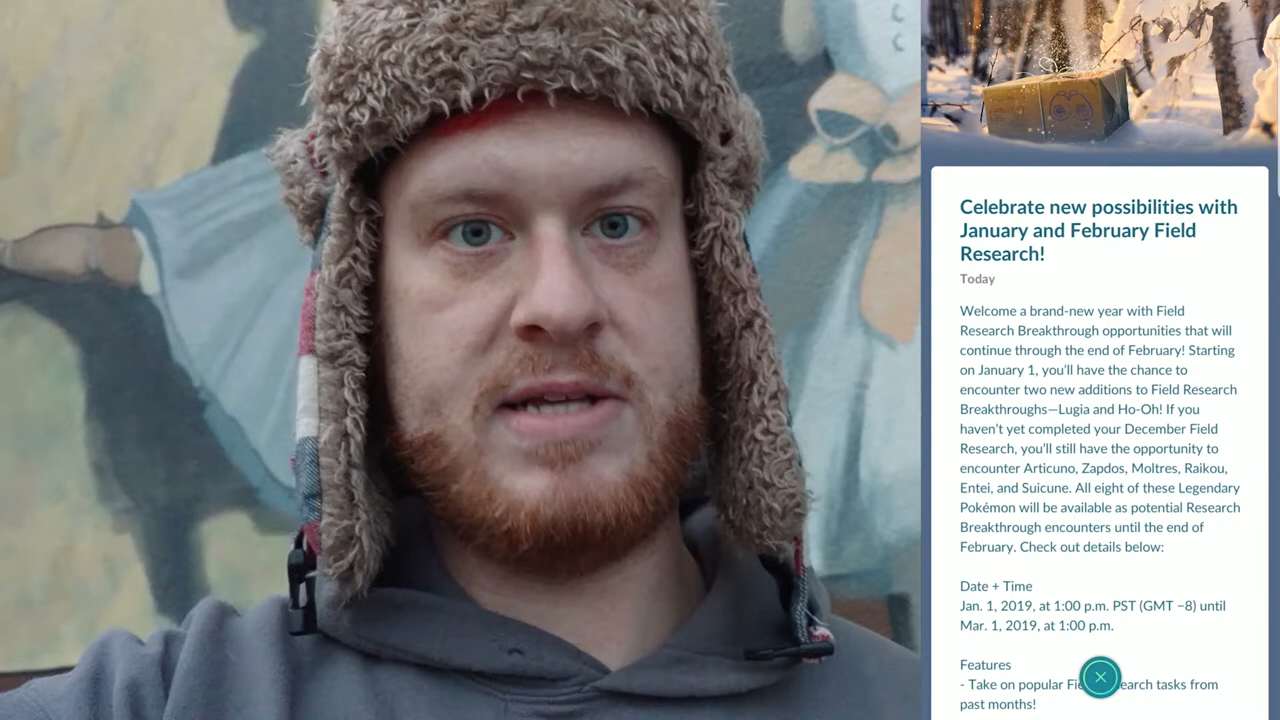 Celebrate new possibilities with
January and February Field
Research!
Today
Welcome a brand-new year with Field
Research Breakthrough opportunities that will
continue through the end of February! Starting
on January 1, you'll have the chance to
encounter two new additions to Field Research
Breakthroughs—Lugia and Ho-Oh! If you
haven't yet completed your December Field
Research, you'll still have the opportunity to
encounter Articuno, Zapdos, Moltres, Raikou,
Entei, and Suicune. All eight of these Legendary
Pokémon will be available as potential Research
Breakthrough encounters until the end of
February. Check out details below:
Date + Time
Jan. 1, 2019, at 1:00 p.m. PST (GMT −8) until
Mar. 1, 2019, at 1:00 p.m.
Features
- Take on popular tasks from
past months!